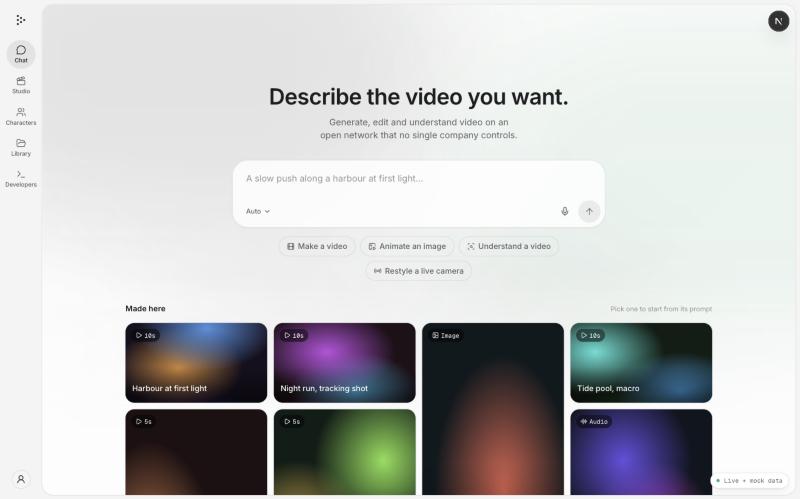 Chat
Studio
Characters
Library
Developers
N
Describe the video you want.
Generate, edit and understand video on an
open network that no single company controls.
A slow push along a harbour at first light...
Auto
Make a video
Animate an image
Understand a video
Restyle a live camera
Made here
Pick one to start from its prompt
10s
Harbour at first light
10s
Night run, tracking shot
Image
10s
Tide pool, macro
5s
5s
Audio
Live + mock data